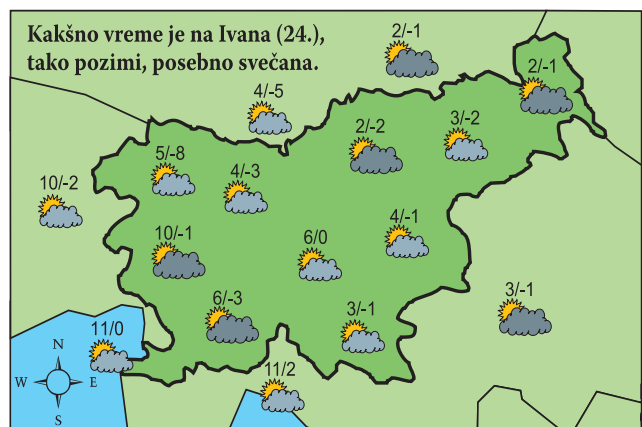 Kakšno vreme je na Ivana (24.),
tako pozimi, posebno svečana.
2/-1
2/-1
4/-5
2/-2
3/-2
5/-8
4/-3
10/-2
10/-1
6/0
4/-1
6/-3
3/-1
3/-1
11/0
11/2
N
W
E
S